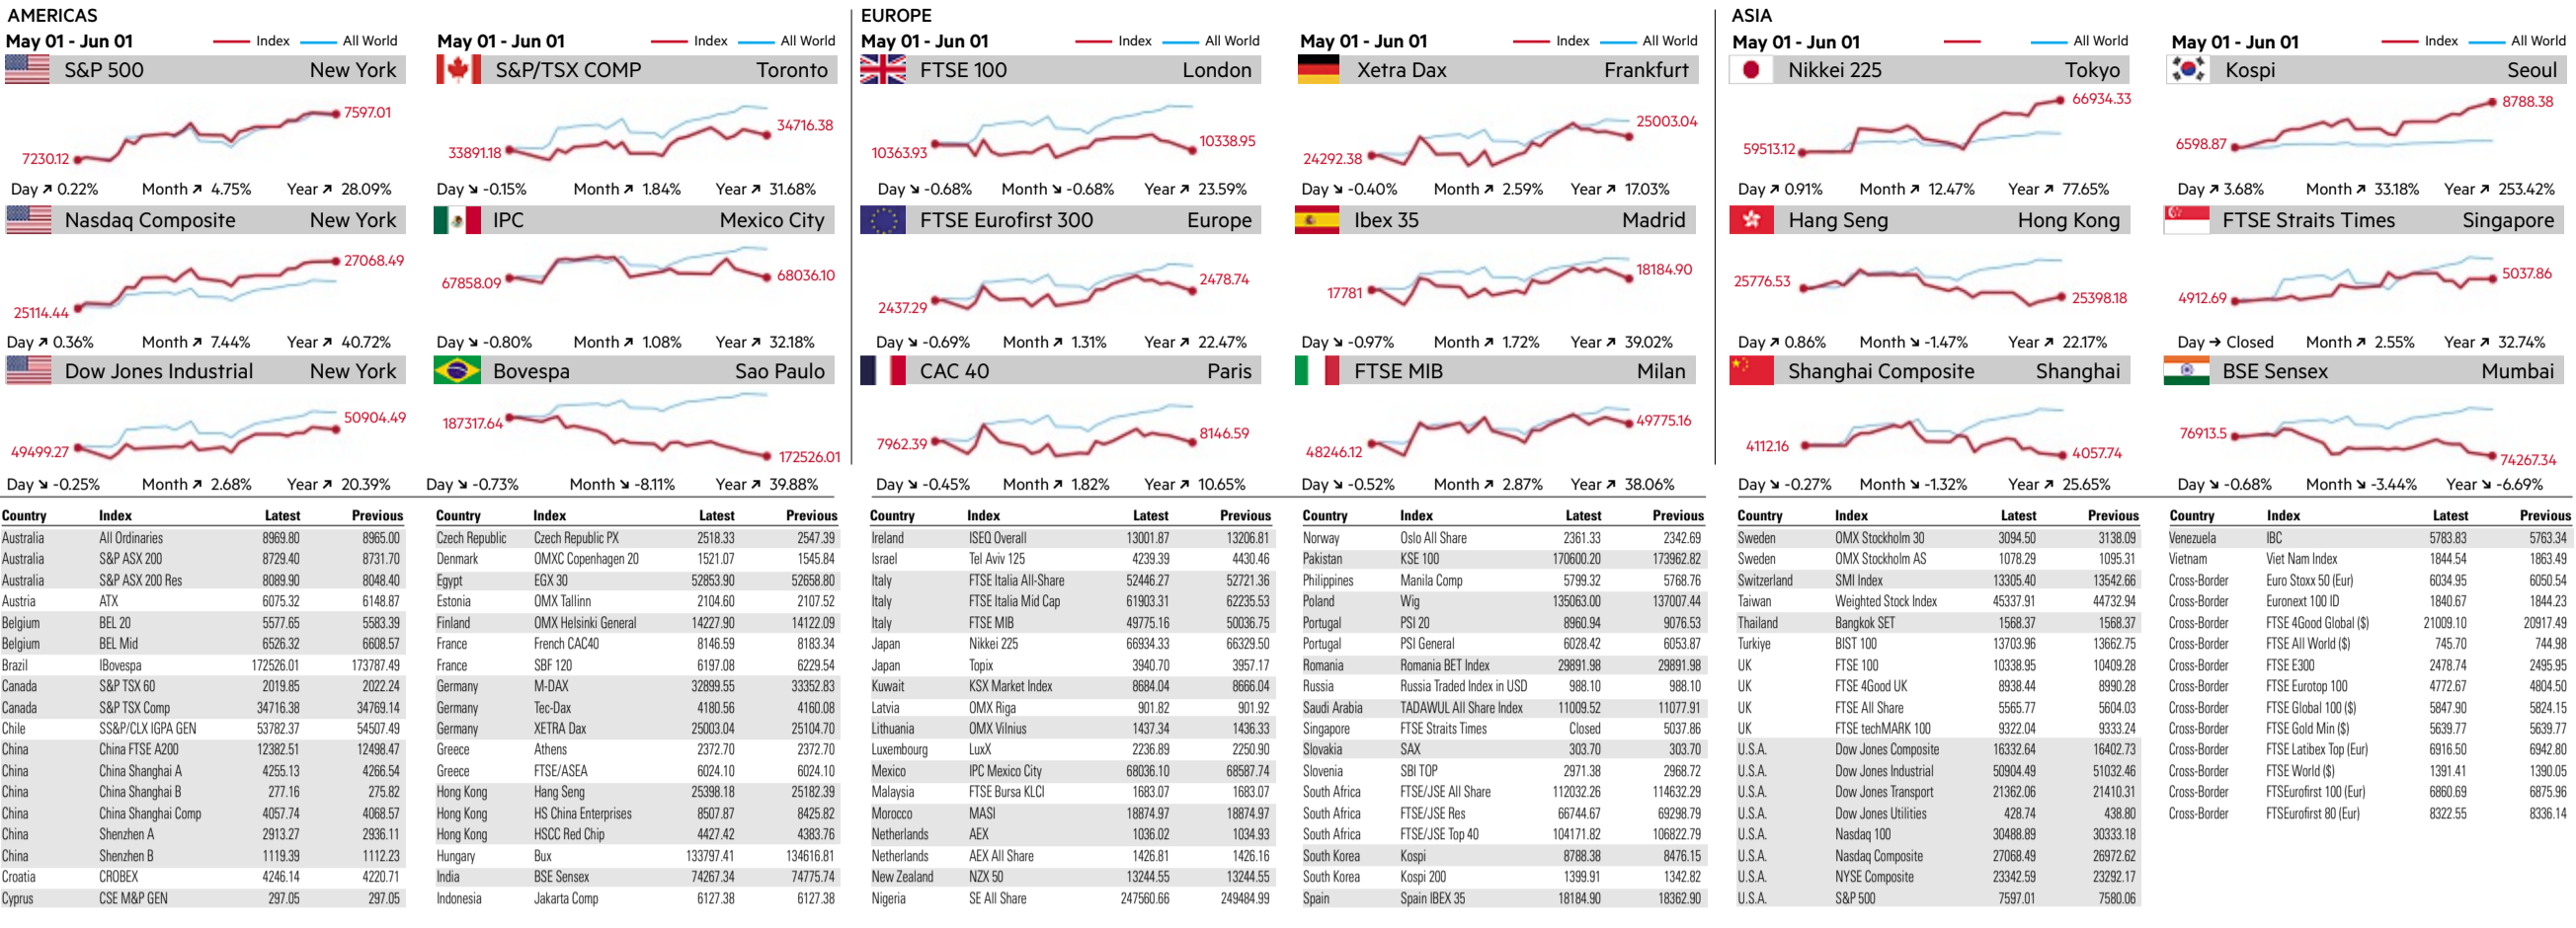 AMERICAS
May 01 - Jun 01 Index All World
S&P 500 New York
7230.12 7597.01
Day ↗ 0.22% Month ↗ 4.75% Year ↗ 28.09%
Nasdaq Composite New York
25114.44 27068.49
Day ↗ 0.36% Month ↗ 7.44% Year ↗ 40.72%
Dow Jones Industrial New York
49499.27 50904.49
Day ↘ -0.25% Month ↗ 2.68% Year ↗ 20.39%
May 01 - Jun 01 Index All World
S&P/TSX COMP Toronto
33891.18 34716.38
Day ↘ -0.15% Month ↗ 1.84% Year ↗ 31.68%
IPC Mexico City
67858.09 68036.10
Day ↘ -0.80% Month ↗ 1.08% Year ↗ 32.18%
Bovespa Sao Paulo
187317.64 172526.01
Day ↘ -0.73% Month ↘ -8.11% Year ↗ 39.88%
EUROPE
May 01 - Jun 01 Index All World
FTSE 100 London
10363.93 10338.95
Day ↘ -0.68% Month ↘ -0.68% Year ↗ 23.59%
FTSE Eurofirst 300 Europe
2437.29 2478.74
Day ↘ -0.69% Month ↗ 1.31% Year ↗ 22.47%
CAC 40 Paris
7962.39 8146.59
Day ↘ -0.45% Month ↗ 1.82% Year ↗ 10.65%
May 01 - Jun 01 Index All World
Xetra Dax Frankfurt
24292.38 25003.04
Day ↘ -0.40% Month ↗ 2.59% Year ↗ 17.03%
Ibex 35 Madrid
17781 18184.90
Day ↘ -0.97% Month ↗ 1.72% Year ↗ 39.02%
FTSE MIB Milan
48246.12 49775.16
Day ↘ -0.52% Month ↗ 2.87% Year ↗ 38.06%
ASIA
May 01 - Jun 01 All World
Nikkei 225 Tokyo
59513.12 66934.33
Day ↗ 0.91% Month ↗ 12.47% Year ↗ 77.65%
Hang Seng Hong Kong
25776.53 25398.18
Day ↗ 0.86% Month ↘ -1.47% Year ↗ 22.17%
Shanghai Composite Shanghai
4112.16 4057.74
Day ↘ -0.27% Month ↘ -1.32% Year ↗ 25.65%
May 01 - Jun 01 Index All World
Kospi Seoul
6598.87 8788.38
Day ↗ 3.68% Month ↗ 33.18% Year ↗ 253.42%
FTSE Straits Times Singapore
4912.69 5037.86
Day → Closed Month ↗ 2.55% Year ↗ 32.74%
BSE Sensex Mumbai
76913.5 74267.34
Day ↘ -0.68% Month ↘ -3.44% Year ↘ -6.69%
Country Index Latest Previous
Australia All Ordinaries 8969.80 8965.00
Australia S&P ASX 200 8729.40 8731.70
Australia S&P ASX 200 Res 8089.90 8048.40
Austria ATX 6075.32 6148.87
Belgium BEL 20 5577.65 5583.39
Belgium BEL Mid 6526.32 6608.57
Brazil IBovespa 172526.01 173787.49
Canada S&P TSX 60 2019.85 2022.24
Canada S&P TSX Comp 34716.38 34769.14
Chile SS&P/CLX IGPA GEN 53782.37 54507.49
China China FTSE A200 12382.51 12498.47
China China Shanghai A 4255.13 4266.54
China China Shanghai B 277.16 275.82
China China Shanghai Comp 4057.74 4068.57
China Shenzhen A 2913.27 2936.11
China Shenzhen B 1119.39 1112.23
Croatia CROBEX 4246.14 4220.71
Cyprus CSE M&P GEN 297.05 297.05
Country Index Latest Previous
Czech Republic Czech Republic PX 2518.33 2547.39
Denmark OMXC Copenhagen 20 1521.07 1545.84
Egypt EGX 30 52853.90 52658.80
Estonia OMX Tallinn 2104.60 2107.52
Finland OMX Helsinki General 14227.90 14122.09
France French CAC40 8146.59 8183.34
France SBF 120 6197.08 6229.54
Germany M-DAX 32899.55 33352.83
Germany Tec-Dax 4180.56 4160.08
Germany XETRA Dax 25003.04 25104.70
Greece Athens 2372.70 2372.70
Greece FTSE/ASEA 6024.10 6024.10
Hong Kong Hang Seng 25398.18 25182.39
Hong Kong HS China Enterprises 8507.87 8425.82
Hong Kong HSCC Red Chip 4427.42 4383.76
Hungary Bux 133797.41 134616.81
India BSE Sensex 74267.34 74775.74
Indonesia Jakarta Comp 6127.38 6127.38
Country Index Latest Previous
Ireland ISEQ Overall 13001.87 13206.81
Israel Tel Aviv 125 4239.39 4430.46
Italy FTSE Italia All-Share 52446.27 52721.36
Italy FTSE Italia Mid Cap 61903.31 62235.53
Italy FTSE MIB 49775.16 50036.75
Japan Nikkei 225 66934.33 66329.50
Japan Topix 3940.70 3957.17
Kuwait KSX Market Index 8684.04 8666.04
Latvia OMX Riga 901.82 901.92
Lithuania OMX Vilnius 1437.34 1436.33
Luxembourg LuxX 2236.89 2250.90
Mexico IPC Mexico City 68036.10 68587.74
Malaysia FTSE Bursa KLCI 1683.07 1683.07
Morocco MASI 18874.97 18874.97
Netherlands AEX 1036.02 1034.93
Netherlands AEX All Share 1426.81 1426.16
New Zealand NZX 50 13244.55 13244.55
Nigeria SE All Share 247560.66 249484.99
Country Index Latest Previous
Norway Oslo All Share 2361.33 2342.69
Pakistan KSE 100 170600.20 173962.82
Philippines Manila Comp 5799.32 5768.76
Poland Wig 135063.00 137007.44
Portugal PSI 20 8960.94 9076.53
Portugal PSI General 6028.42 6053.87
Romania Romania BET Index 29891.98 29891.98
Russia Russia Traded Index in USD 988.10 988.10
Saudi Arabia TADAWUL All Share Index 11009.52 11077.91
Singapore FTSE Straits Times Closed 5037.86
Slovakia SAX 303.70 303.70
Slovenia SBI TOP 2971.38 2968.72
South Africa FTSE/JSE All Share 112032.26 114632.29
South Africa FTSE/JSE Res 66744.67 69298.79
South Africa FTSE/JSE Top 40 104171.82 106822.79
South Korea Kospi 8788.38 8476.15
South Korea Kospi 200 1399.91 1342.82
Spain Spain IBEX 35 18184.90 18362.90
Country Index Latest Previous
Sweden OMX Stockholm 30 3094.50 3138.09
Sweden OMX Stockholm AS 1078.29 1095.31
Switzerland SMI Index 13305.40 13542.66
Taiwan Weighted Stock Index 45337.91 44732.94
Thailand Bangkok SET 1568.37 1568.37
Turkiye BIST 100 13703.96 13662.75
UK FTSE 100 10338.95 10409.28
UK FTSE 4Good UK 8938.44 8990.28
UK FTSE All Share 5565.77 5604.03
UK FTSE techMARK 100 9322.04 9333.24
U.S.A. Dow Jones Composite 16332.64 16402.73
U.S.A. Dow Jones Industrial 50904.49 51032.46
U.S.A. Dow Jones Transport 21362.06 21410.31
U.S.A. Dow Jones Utilities 428.74 438.80
U.S.A. Nasdaq 100 30488.89 30333.18
U.S.A. Nasdaq Composite 27068.49 26972.62
U.S.A. NYSE Composite 23342.59 23292.17
U.S.A. S&P 500 7597.01 7580.06
Country Index Latest Previous
Venezuela IBC 5783.83 5763.34
Vietnam Viet Nam Index 1844.54 1863.49
Cross-Border Euro Stoxx 50 (Eur) 6034.95 6050.54
Cross-Border Euronext 100 ID 1840.67 1844.23
Cross-Border FTSE 4Good Global ($) 21009.10 20917.49
Cross-Border FTSE All World ($) 745.70 744.98
Cross-Border FTSE E300 2478.74 2495.95
Cross-Border FTSE Eurotop 100 4772.67 4804.50
Cross-Border FTSE Global 100 ($) 5847.90 5824.15
Cross-Border FTSE Gold Min ($) 5639.77 5639.77
Cross-Border FTSE Latibex Top (Eur) 6916.50 6942.80
Cross-Border FTSE World ($) 1391.41 1390.05
Cross-Border FTSEurofirst 100 (Eur) 6860.69 6875.96
Cross-Border FTSEurofirst 80 (Eur) 8322.55 8336.14